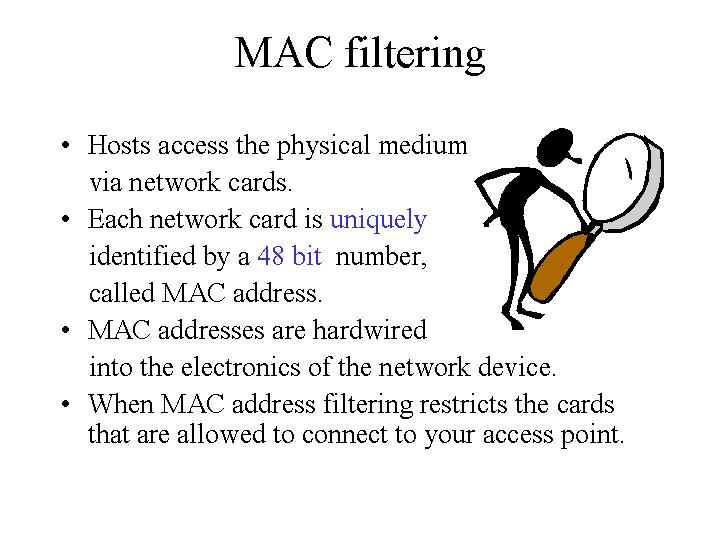 MAC filtering
• Hosts access the physical medium
via network cards.
• Each network card is uniquely
identified by a 48 bit number,
called MAC address.
• MAC addresses are hardwired
into the electronics of the network device.
• When MAC address filtering restricts the cards
that are allowed to connect to your access point.